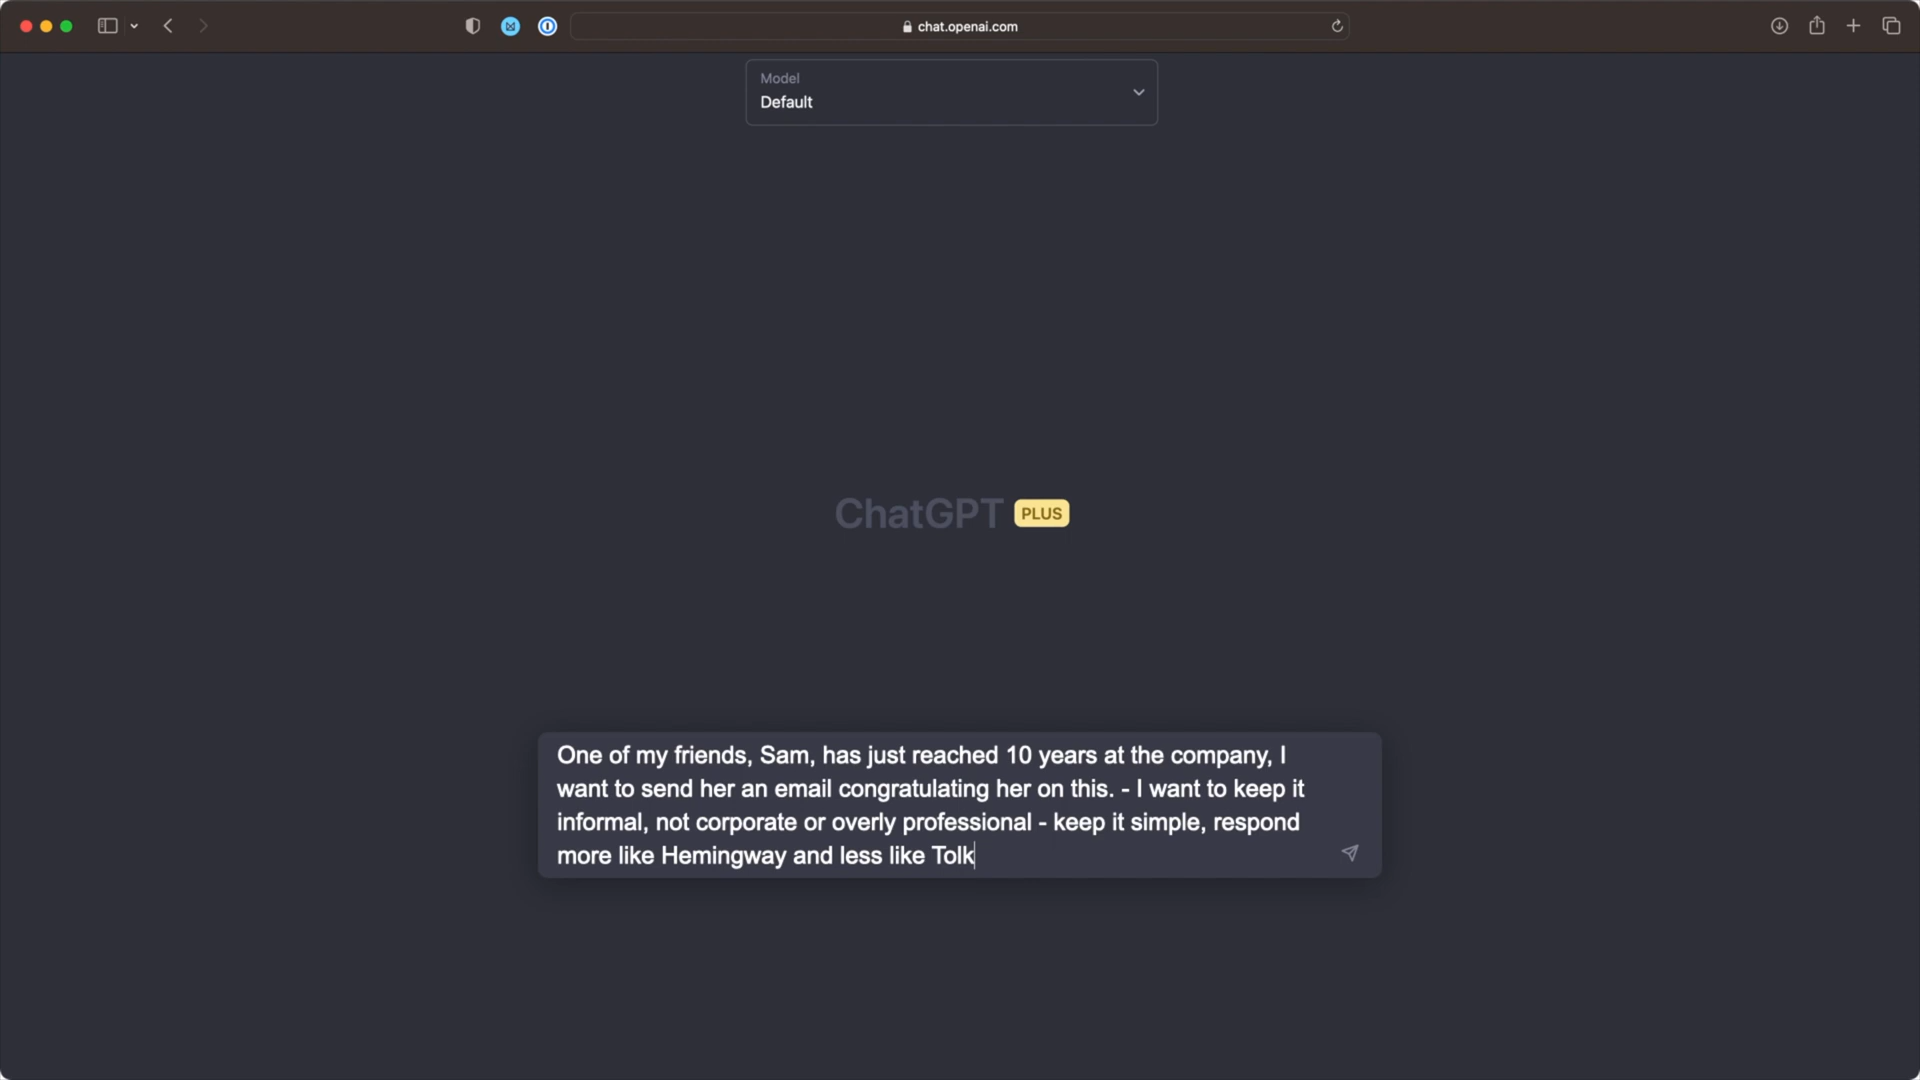 chat.openai.com
Model
Default
ChatGPT PLUS
One of my friends, Sam, has just reached 10 years at the company, I
want to send her an email congratulating her on this. - I want to keep it
informal, not corporate or overly professional - keep it simple, respond
more like Hemingway and less like Tolk